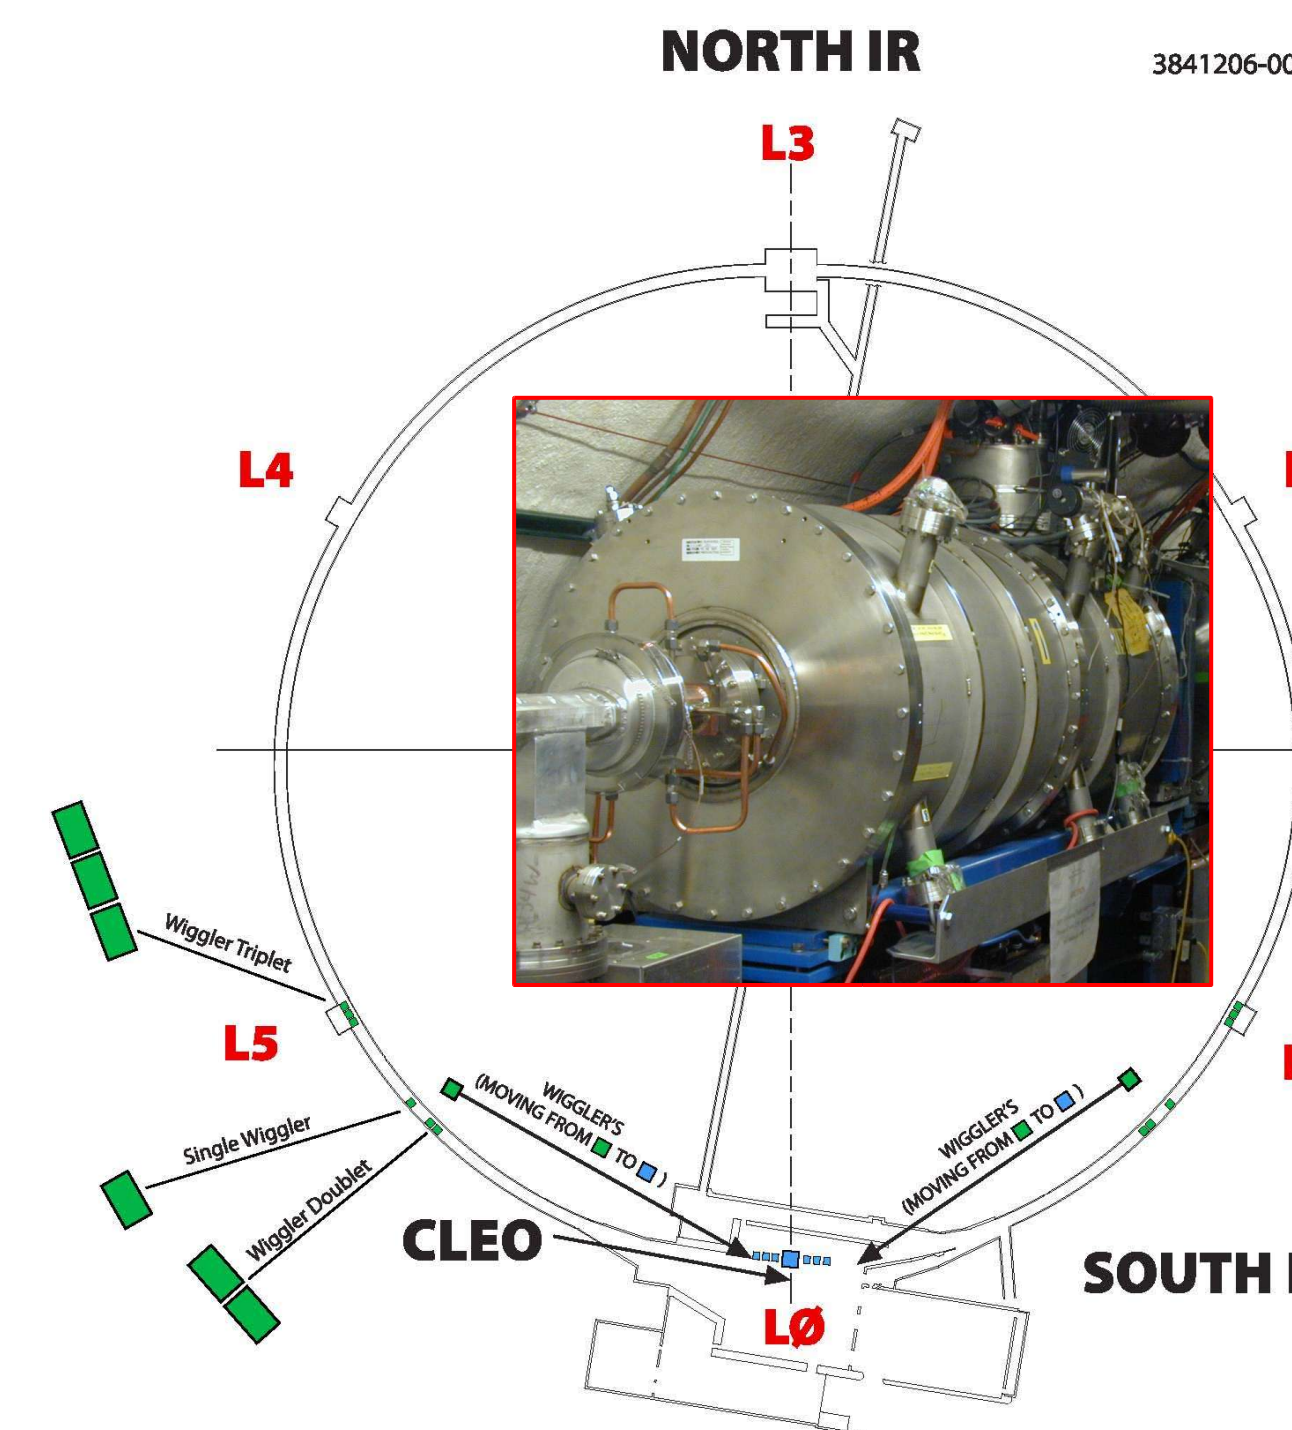 NORTH IR
3841206-00
L3
L4
Wiggler Triplet
L5
WIGGLER'S
(MOVING FROM TO )
WIGGLER'S
(MOVING FROM TO )
Single Wiggler
Wiggler Doublet
CLEO
SOUTH
LØ